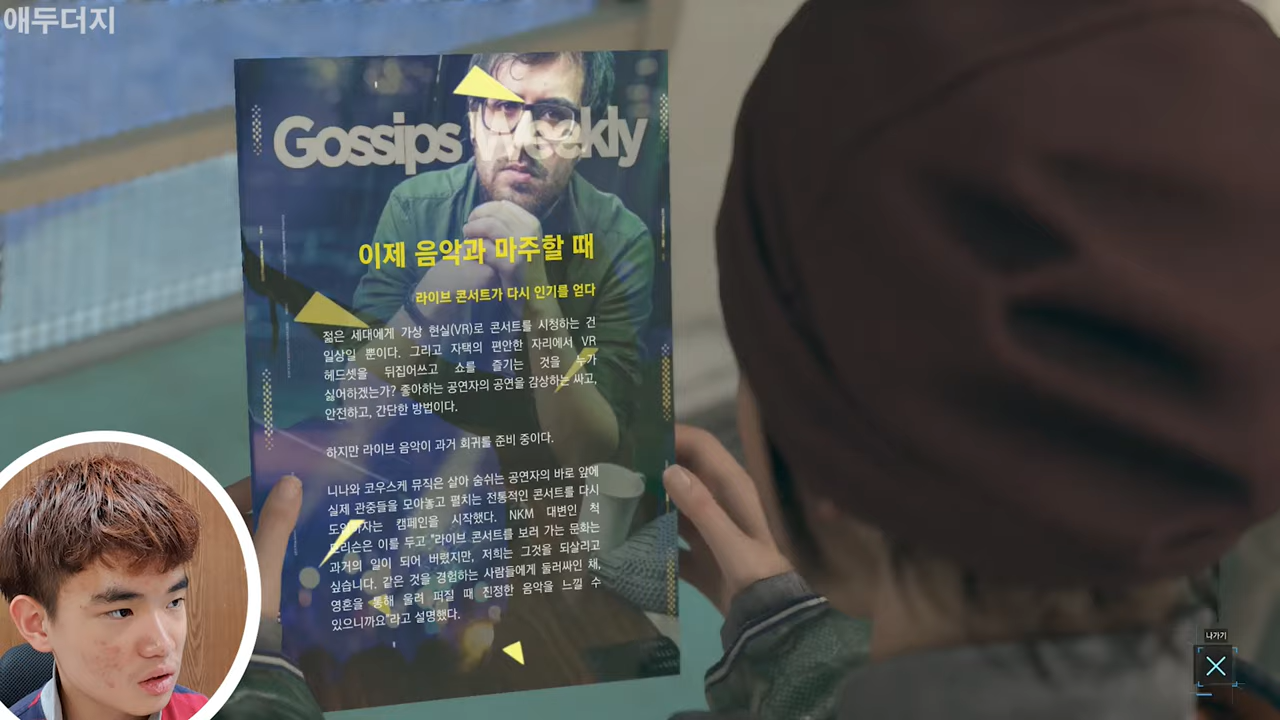 애두더지
Gossips Weekly
이제 음악과 마주할 때
라이브 콘서트가 다시 인기를 얻다
젊은 세대에게 가상 현실(VR)로 콘서트를 시청하는 건
일상일 뿐이다. 그리고 자택의 편안한 자리에서 VR
헤드셋을 뒤집어쓰고 쇼를 즐기는 것을 누가
싫어하겠는가? 좋아하는 공연자의 공연을 감상하는 싸고,
안전하고, 간단한 방법이다.
하지만 라이브 음악이 과거 회귀를 준비 중이다.
니나와 코우스케 뮤직은 살아 숨쉬는 공연자의 바로 앞에
실제 관중들을 모아놓고 펼치는 전통적인 콘서트를 다시
캠페인을 시작했다. NKM 대변인 척
모리슨은 이를 두고 "라이브 콘서트를 보러 가는 문화는
과거의 일이 되어 버렸지만, 저희는 그것을 되살리고
싶습니다. 같은 것을 경험하는 사람들에게 둘러싸인 채,
영혼을 통해 울려 퍼질 때 진정한 음악을 느낄 수
있으니까요"라고 설명했다.
나가기